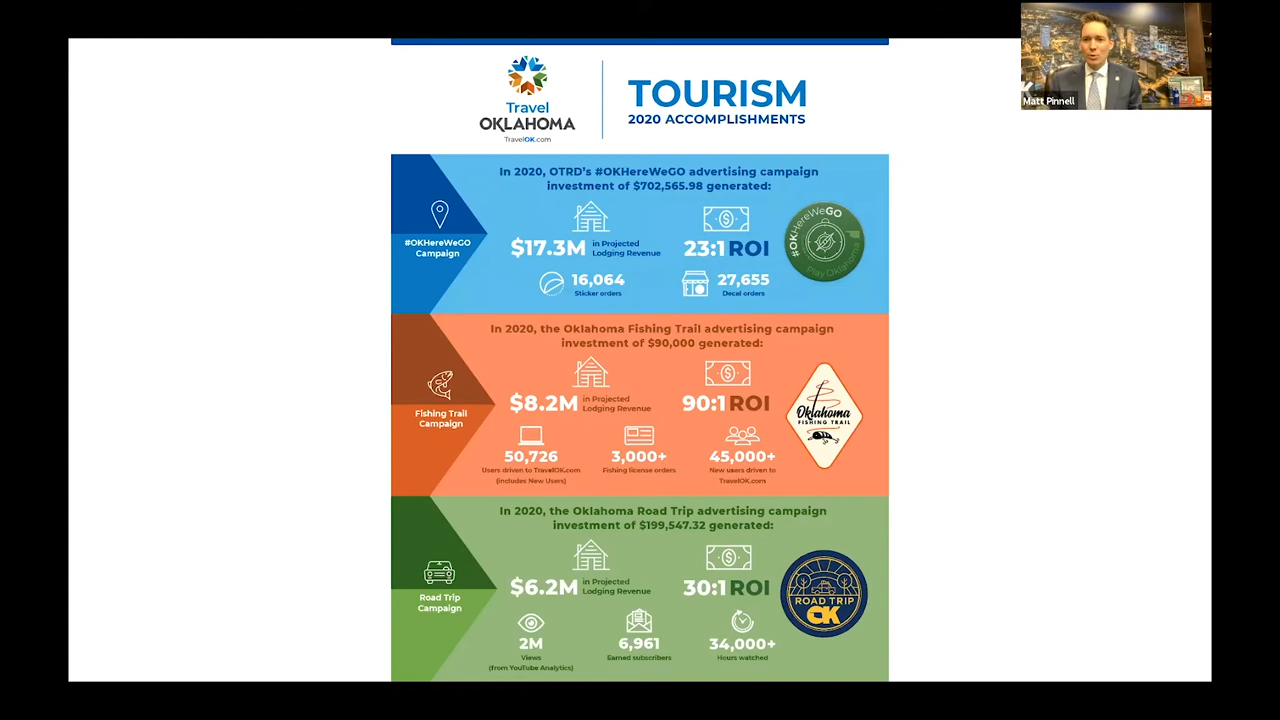 Matt Pinnell
Travel
OKLAHOMA
TravelOK.com
TOURISM
2020 ACCOMPLISHMENTS
#OKHereWeGO
Campaign
In 2020, OTRD's #OKHereWeGO advertising campaign
investment of $702,565.98 generated:
$17.3M in Projected
Lodging Revenue
23:1 ROI
16,064
Sticker orders
27,655
Decal orders
#OKHereWeGO
Play Oklahoma
Fishing Trail
Campaign
In 2020, the Oklahoma Fishing Trail advertising campaign
investment of $90,000 generated:
$8.2M in Projected
Lodging Revenue
90:1 ROI
50,726
Users driven to TravelOK.com
(includes New Users)
3,000+
Fishing license orders
45,000+
New users driven to
TravelOK.com
Oklahoma
FISHING TRAIL
Road Trip
Campaign
In 2020, the Oklahoma Road Trip advertising campaign
investment of $199,547.32 generated:
$6.2M in Projected
Lodging Revenue
30:1 ROI
2M
Views
(from YouTube Analytics)
6,961
Earned subscribers
34,000+
Hours watched
ROAD TRIP
OK